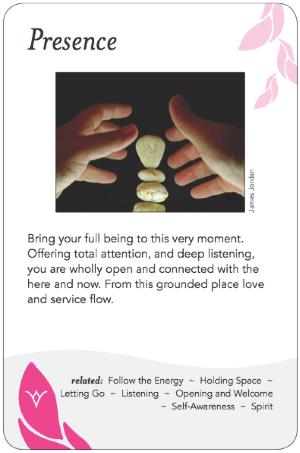 Presence
James Jordan
Bring your full being to this very moment.
Offering total attention, and deep listening,
you are wholly open and connected with the
here and now. From this grounded place love
and service flow.
related: Follow the Energy ~ Holding Space ~
Letting Go ~ Listening ~ Opening and Welcome
~ Self-Awareness ~ Spirit